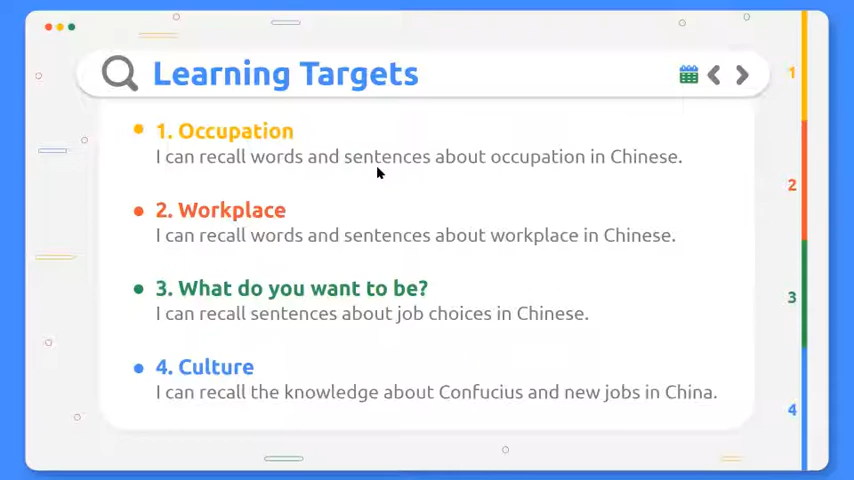 Learning Targets
1. Occupation
I can recall words and sentences about occupation in Chinese.
2. Workplace
I can recall words and sentences about workplace in Chinese.
3. What do you want to be?
I can recall sentences about job choices in Chinese.
4. Culture
I can recall the knowledge about Confucius and new jobs in China.
1
2
3
4